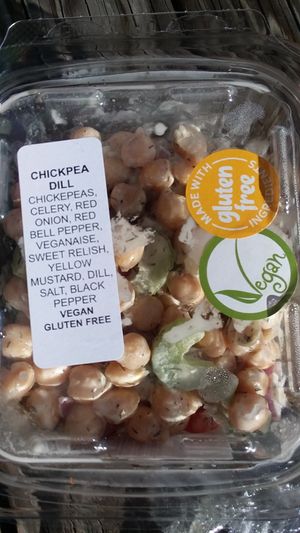 CHICKPEA
DILL
CHICKPEAS,
CELERY, RED
ONION, RED
BELL PEPPER,
VEGANAISE,
SWEET RELISH,
YELLOW
MUSTARD, DILL,
SALT, BLACK
PEPPER
VEGAN
GLUTEN FREE
MADE WITH
gluten
free
Vegan